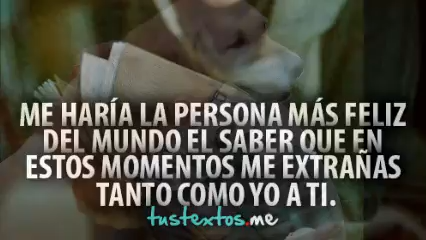 ME HARÍA LA PERSONA MÁS FELIZ
DEL MUNDO EL SABER QUE EN
ESTOS MOMENTOS ME EXTRAÑAS
TANTO COMO YO A TI.
tustextos.me